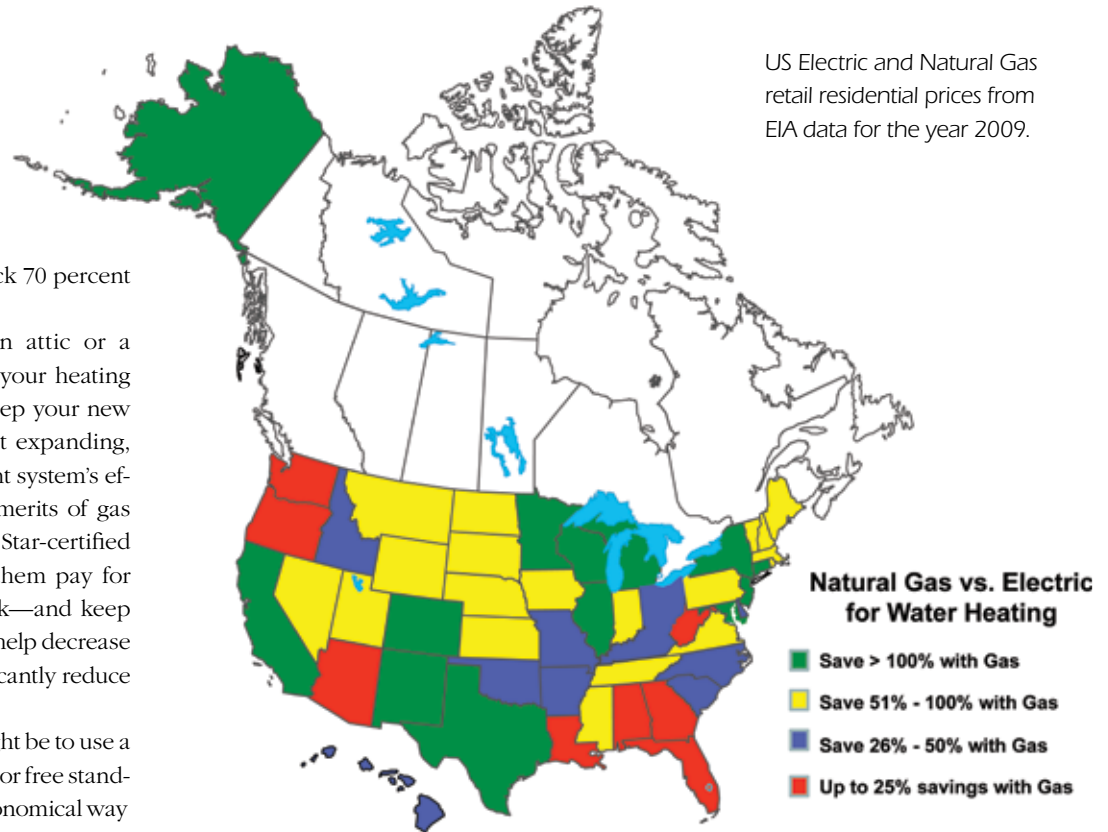 US Electric and Natural Gas
retail residential prices from
EIA data for the year 2009.
ck 70 percent
n attic or a
your heating
ep your new
t expanding,
nt system's ef-
merits of gas
Star-certified
hem pay for
k—and keep
help decrease
cantly reduce
ght be to use a
or free stand-
onomical way
Natural Gas vs. Electric
for Water Heating
Save > 100% with Gas
Save 51% - 100% with Gas
Save 26% - 50% with Gas
Up to 25% savings with Gas